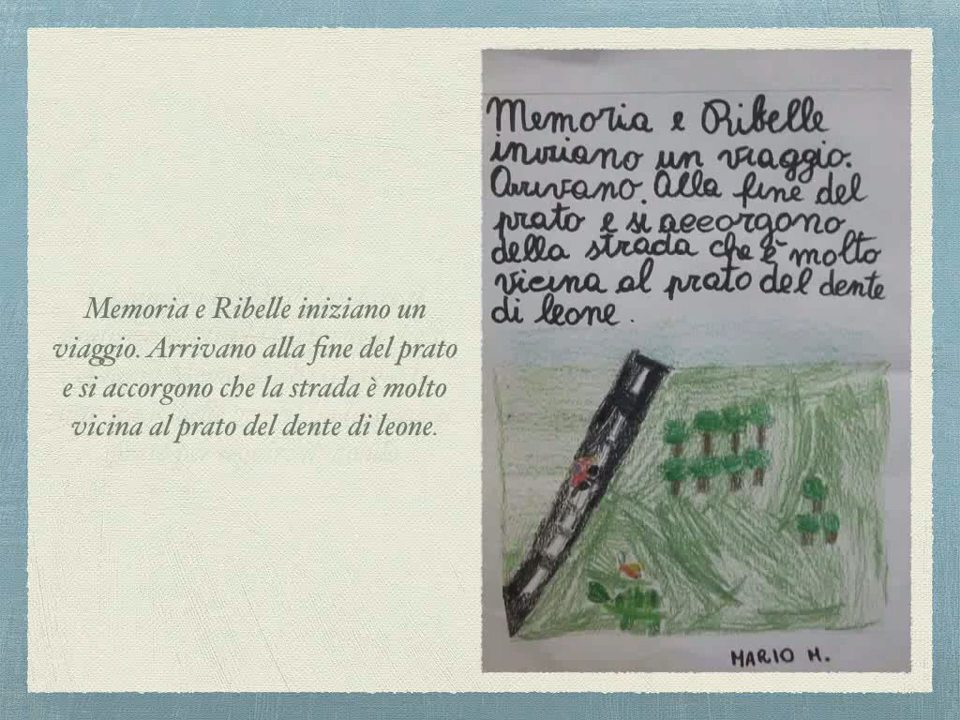 Memoria e Ribelle iniziano un
viaggio. Arrivano alla fine del prato
e si accorgono che la strada è molto
vicina al prato del dente di leone.
Memoria e Ribelle
iniziano un viaggio.
Arrivano. Alla fine del
prato e si accorgono
della strada che è molto
vicina al prato del dente
di leone.
MARIO M.